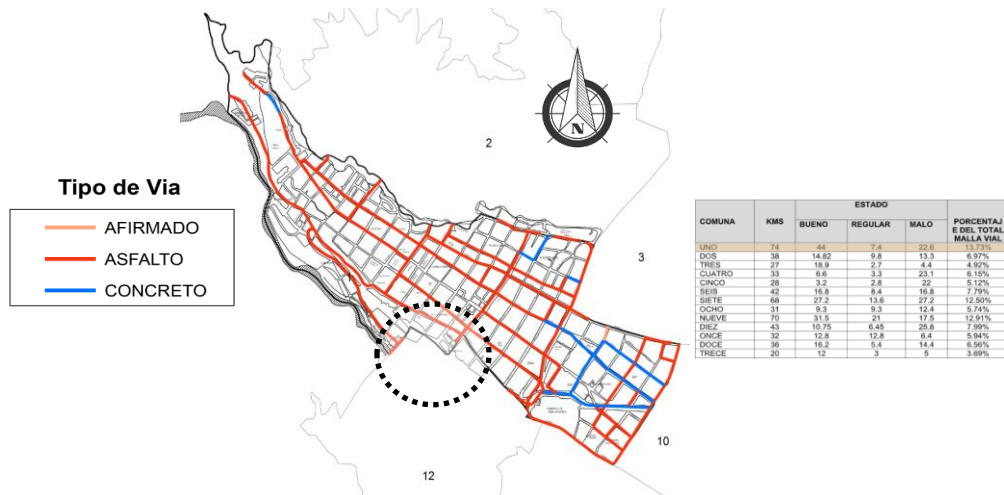 N
2
3
10
12
Tipo de Via
AFIRMADO
ASFALTO
CONCRETO
ESTADO
COMUNA KMS BUENO REGULAR MALO PORCENTAJ
E DEL TOTAL
MALLA VIAL
UNO 74 44 7.4 22.6 13.73%
DOS 38 14.82 9.8 13.3 6.97%
TRES 27 18.9 2.7 4.4 4.92%
CUATRO 33 6.6 3.3 23.1 6.15%
CINCO 28 3.2 2.8 22 5.12%
SEIS 42 16.8 8.4 16.8 7.79%
SIETE 68 27.2 13.6 27.2 12.50%
OCHO 31 9.3 9.3 12.4 5.74%
NUEVE 70 31.5 21 17.5 12.91%
DIEZ 43 10.75 6.45 25.8 7.99%
ONCE 32 12.8 12.8 6.4 5.94%
DOCE 36 16.2 5.4 14.4 6.56%
TRECE 20 12 3 5 3.69%